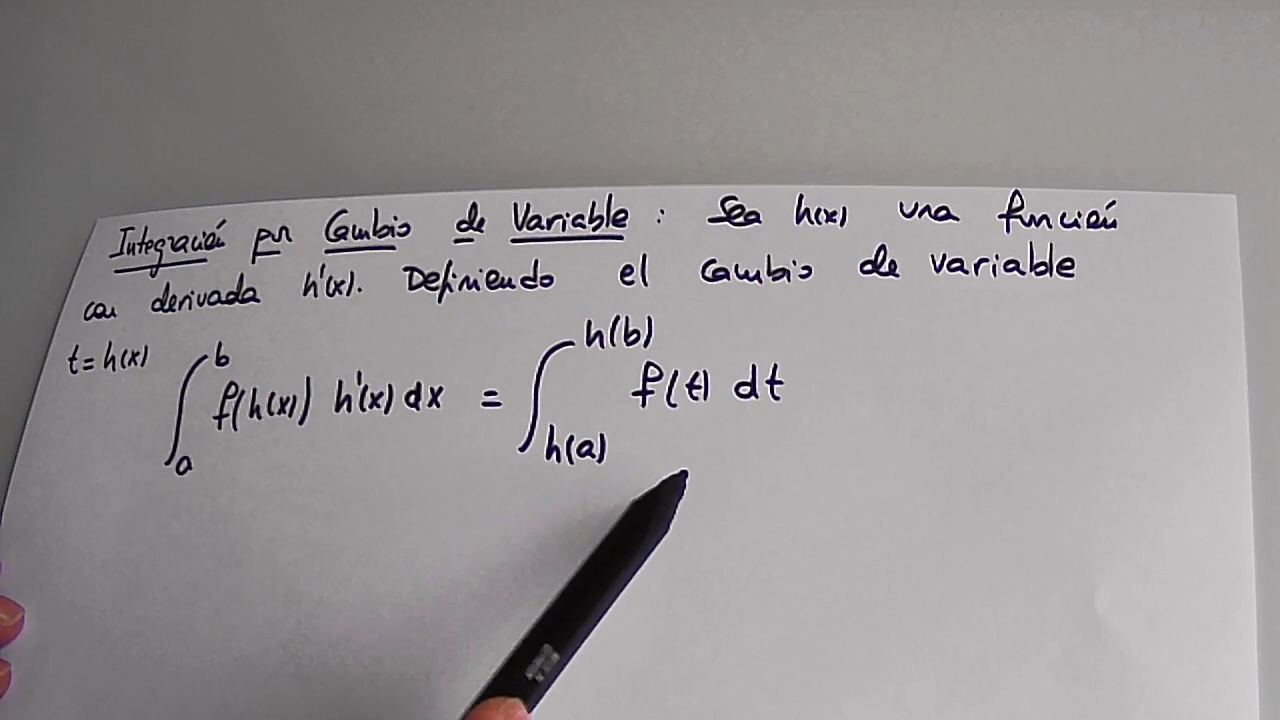 Integración por Cambio de Variable : Sea h(x) una función
con derivada h'(x). Definiendo el cambio de variable
t = h(x)
∫_a^b f(h(x)) h'(x) dx = ∫_{h(a)}^{h(b)} f(t) dt